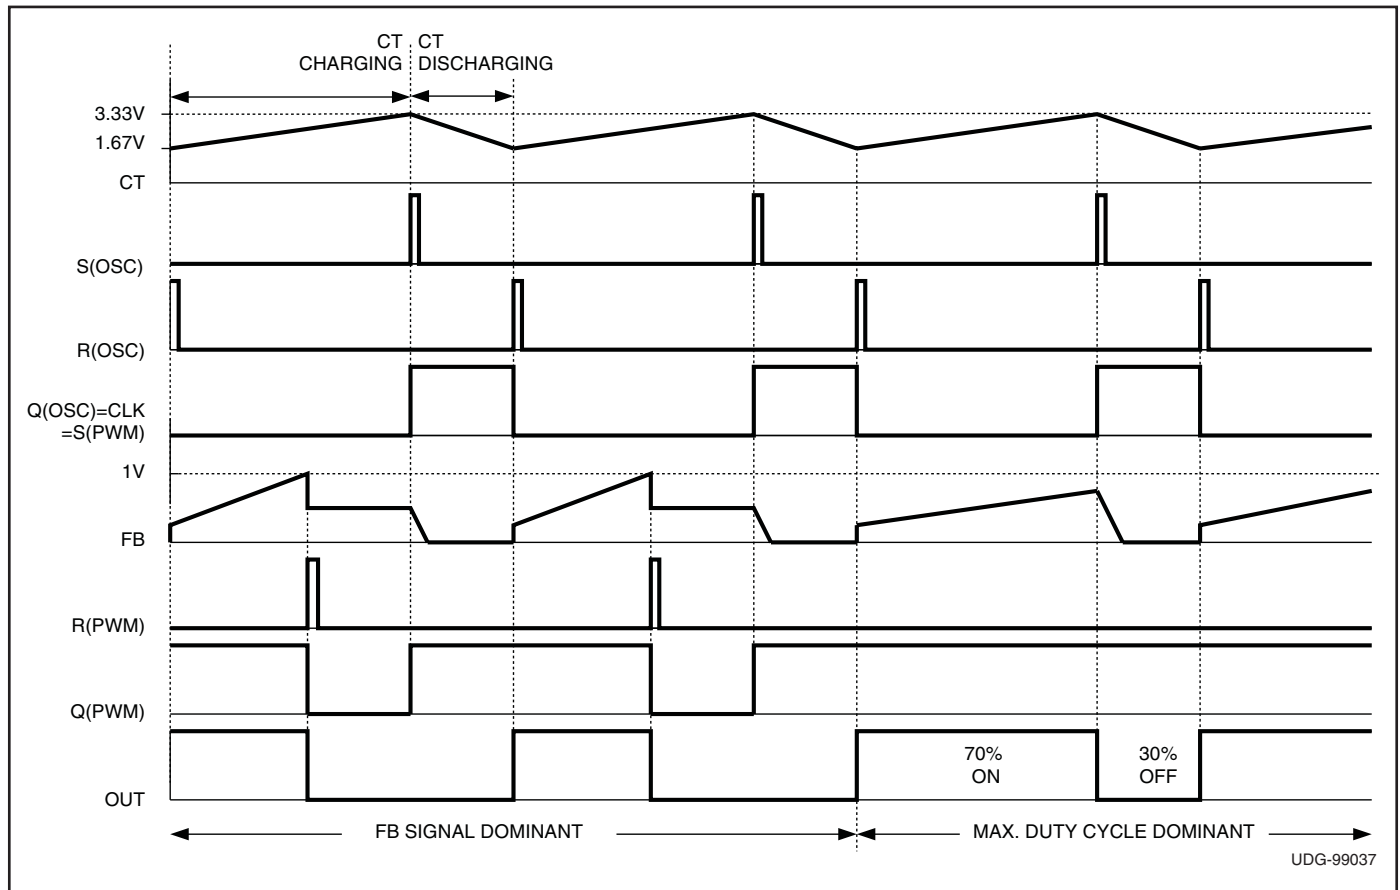 CT CT
CHARGING DISCHARGING
3.33V
1.67V
CT
S(OSC)
R(OSC)
Q(OSC)=CLK
=S(PWM)
1V
FB
R(PWM)
Q(PWM)
70%
ON
30%
OFF
OUT
FB SIGNAL DOMINANT
MAX. DUTY CYCLE DOMINANT
UDG-99037